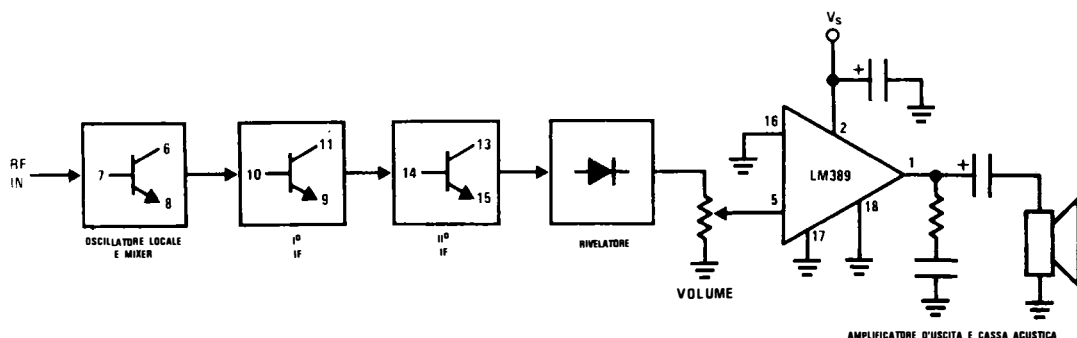 RF
IN
7
6
8
OSCILLATORE LOCALE
E MIXER
10
11
9
I°
IF
14
13
15
II°
IF
RIVELATORE
VOLUME
Vs
+
16
2
LM389
1
5
17
18
+
AMPLIFICATORE D'USCITA E CASSA ACUSTICA